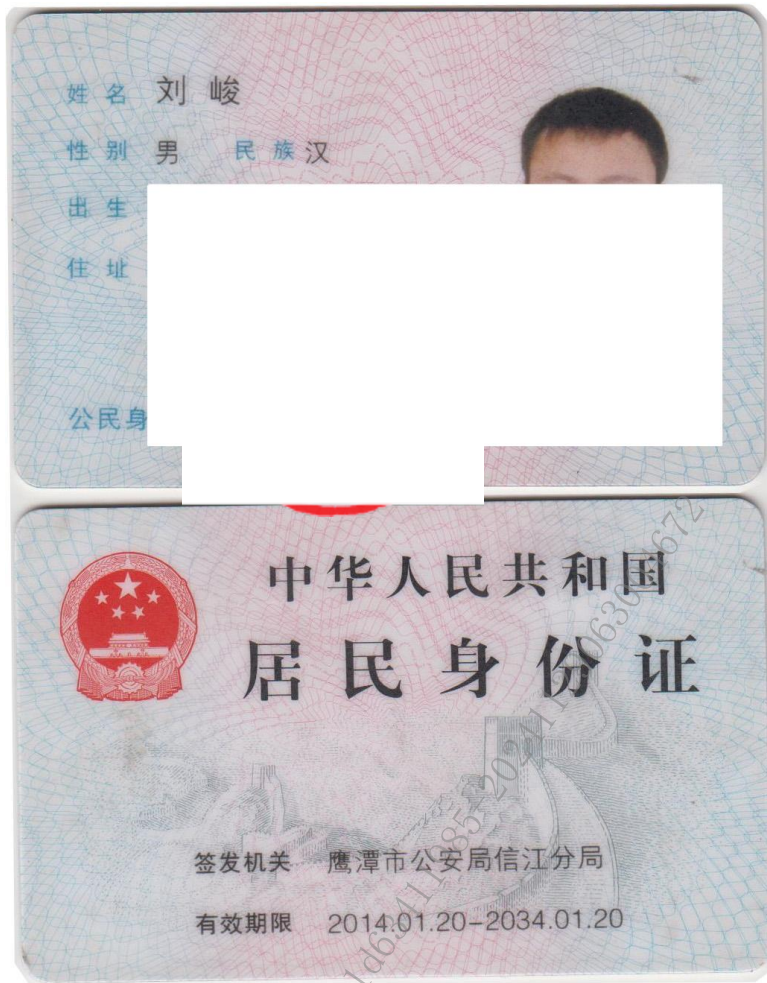 姓名 刘峻
性别 男 民族 汉
出生
住址
公民身
中华人民共和国
居民身份证
签发机关 鹰潭市公安局信江分局
有效期限 2014.01.20-2034.01.20